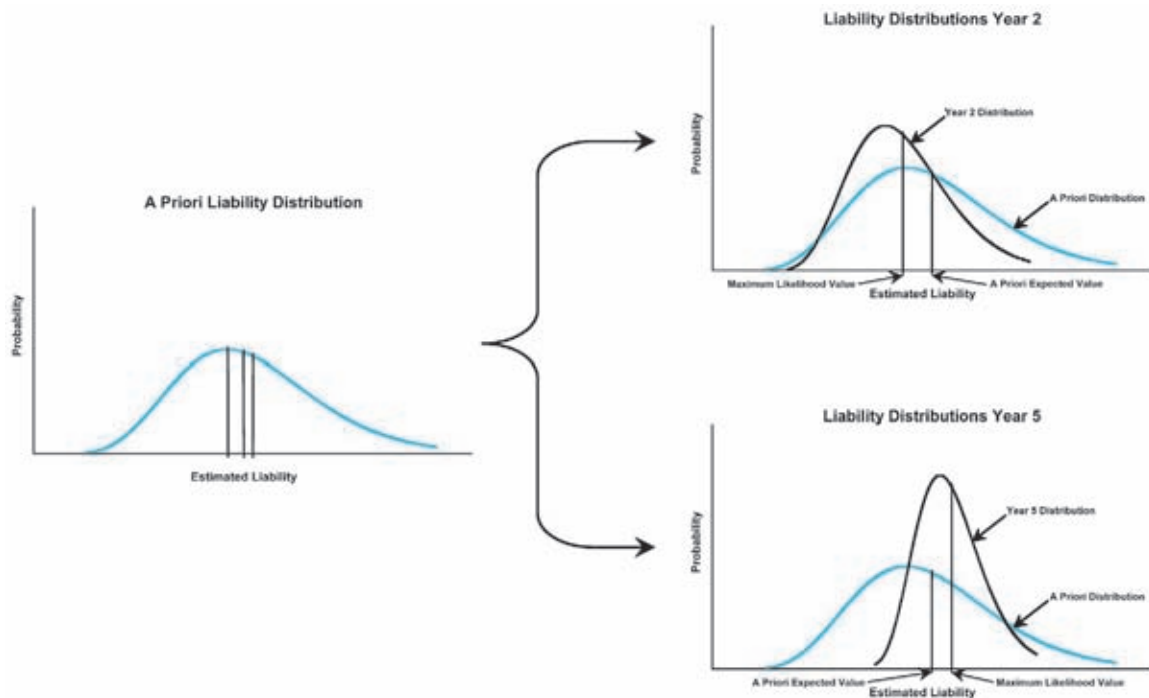 A Priori Liability Distribution
Probability
Estimated Liability
Liability Distributions Year 2
Probability
Year 2 Distribution
A Priori Distribution
Maximum Likelihood Value
A Priori Expected Value
Estimated Liability
Liability Distributions Year 5
Probability
Year 5 Distribution
A Priori Distribution
A Priori Expected Value
Maximum Likelihood Value
Estimated Liability